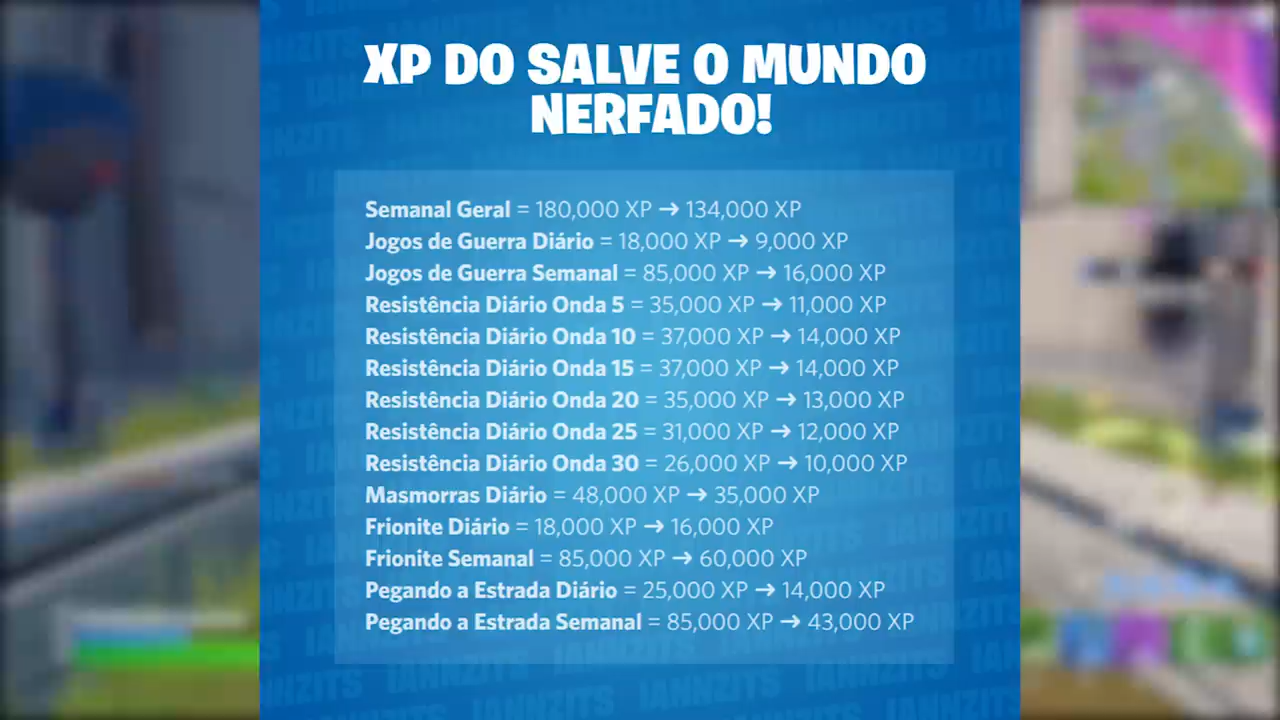 XP DO SALVE O MUNDO
NERFADO!
Semanal Geral = 180,000 XP → 134,000 XP
Jogos de Guerra Diário = 18,000 XP → 9,000 XP
Jogos de Guerra Semanal = 85,000 XP → 16,000 XP
Resistência Diário Onda 5 = 35,000 XP → 11,000 XP
Resistência Diário Onda 10 = 37,000 XP → 14,000 XP
Resistência Diário Onda 15 = 37,000 XP → 14,000 XP
Resistência Diário Onda 20 = 35,000 XP → 13,000 XP
Resistência Diário Onda 25 = 31,000 XP → 12,000 XP
Resistência Diário Onda 30 = 26,000 XP → 10,000 XP
Masmorras Diário = 48,000 XP → 35,000 XP
Frionite Diário = 18,000 XP → 16,000 XP
Frionite Semanal = 85,000 XP → 60,000 XP
Pegando a Estrada Diário = 25,000 XP → 14,000 XP
Pegando a Estrada Semanal = 85,000 XP → 43,000 XP
IANNZITS